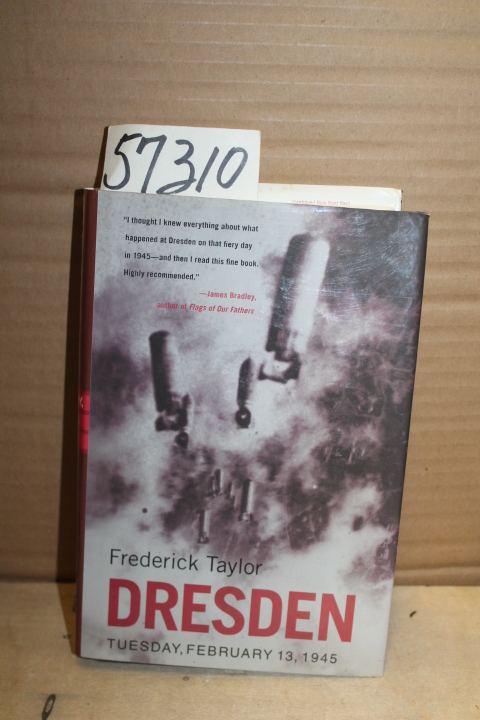 57310
"I thought I knew everything about what
happened at Dresden on that fiery day
in 1945—and then I read this fine book.
Highly recommended."
—James Bradley,
author of Flags of Our Fathers
Frederick Taylor
DRESDEN
TUESDAY, FEBRUARY 13, 1945